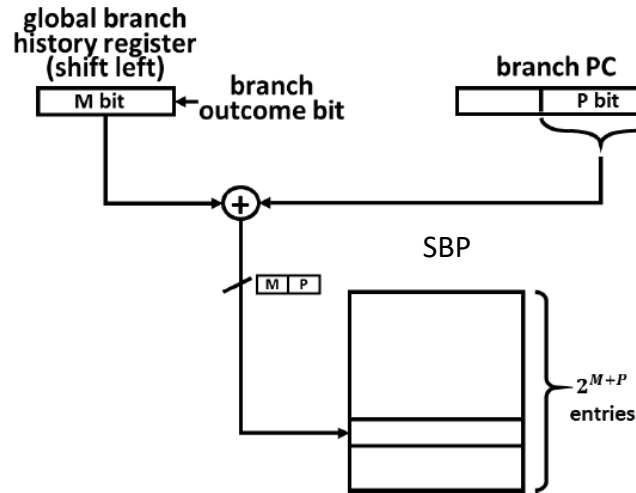 global branch
history register
(shift left)
M bit
branch
outcome bit
branch PC
P bit
+
SBP
M P
2^{M+P}
entries